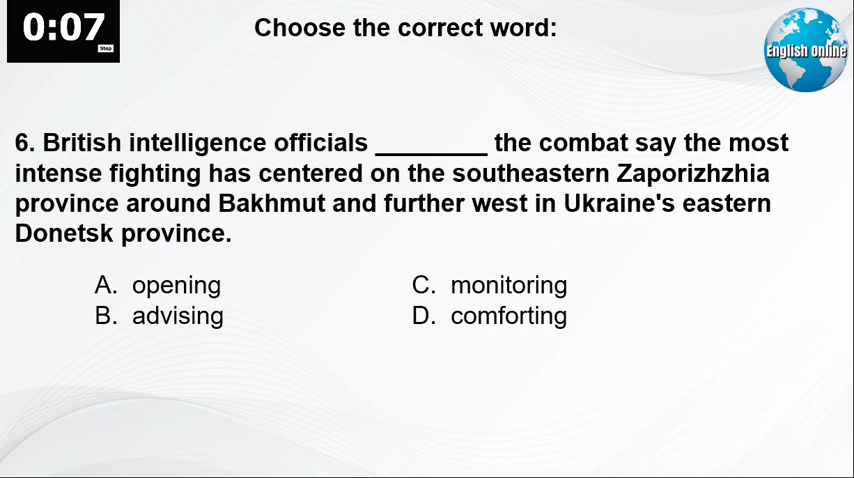 0:07
Stop
Choose the correct word:
English Online
6. British intelligence officials ________ the combat say the most
intense fighting has centered on the southeastern Zaporizhzhia
province around Bakhmut and further west in Ukraine's eastern
Donetsk province.
A. opening
B. advising
C. monitoring
D. comforting